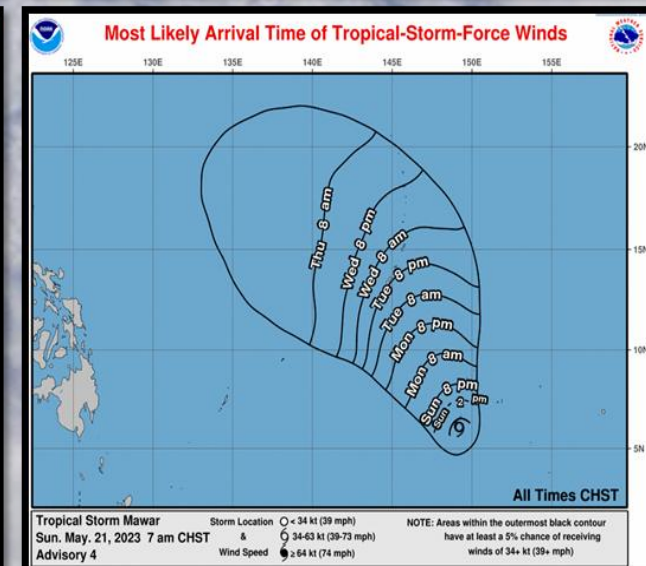 Most Likely Arrival Time of Tropical-Storm-Force Winds
125E 130E 135E 140E 145E 150E 155E
20N
15N
10N
5N
Thu 8 am
Wed 8 pm
Wed 8 am
Tue 8 pm
Tue 8 am
Mon 8 pm
Mon 8 am
Sun 8 pm
Sun 2 pm
All Times CHST
Tropical Storm Mawar
Sun. May. 21, 2023 7 am CHST
Advisory 4
Storm Location
&
Wind Speed
< 34 kt (39 mph)
34-63 kt (39-73 mph)
≥ 64 kt (74 mph)
NOTE: Areas within the outermost black contour
have at least a 5% chance of receiving
winds of 34+ kt (39+ mph)